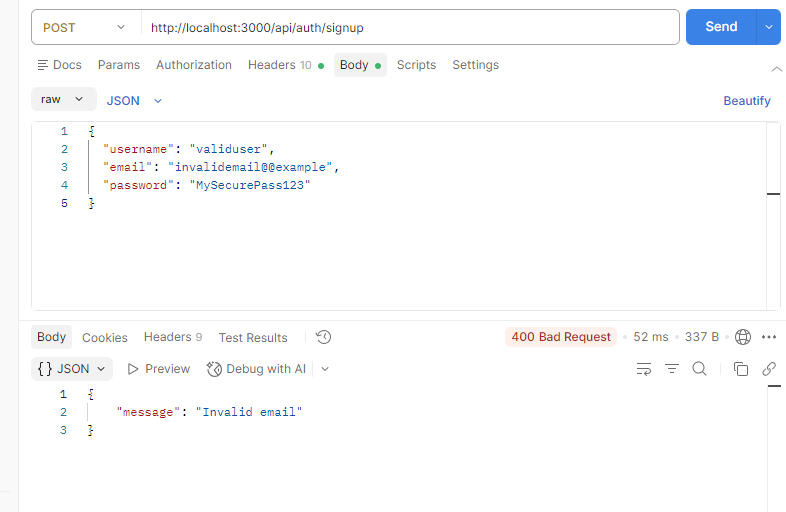 POST http://localhost:3000/api/auth/signup Send
Docs Params Authorization Headers 10 Body Scripts Settings
raw JSON Beautify
1 {
2 "username": "validuser",
3 "email": "invalidemail@@example",
4 "password": "MySecurePass123"
5 }
Body Cookies Headers 9 Test Results 400 Bad Request • 52 ms • 337 B •
{} JSON Preview Debug with AI
1 {
2 "message": "Invalid email"
3 }